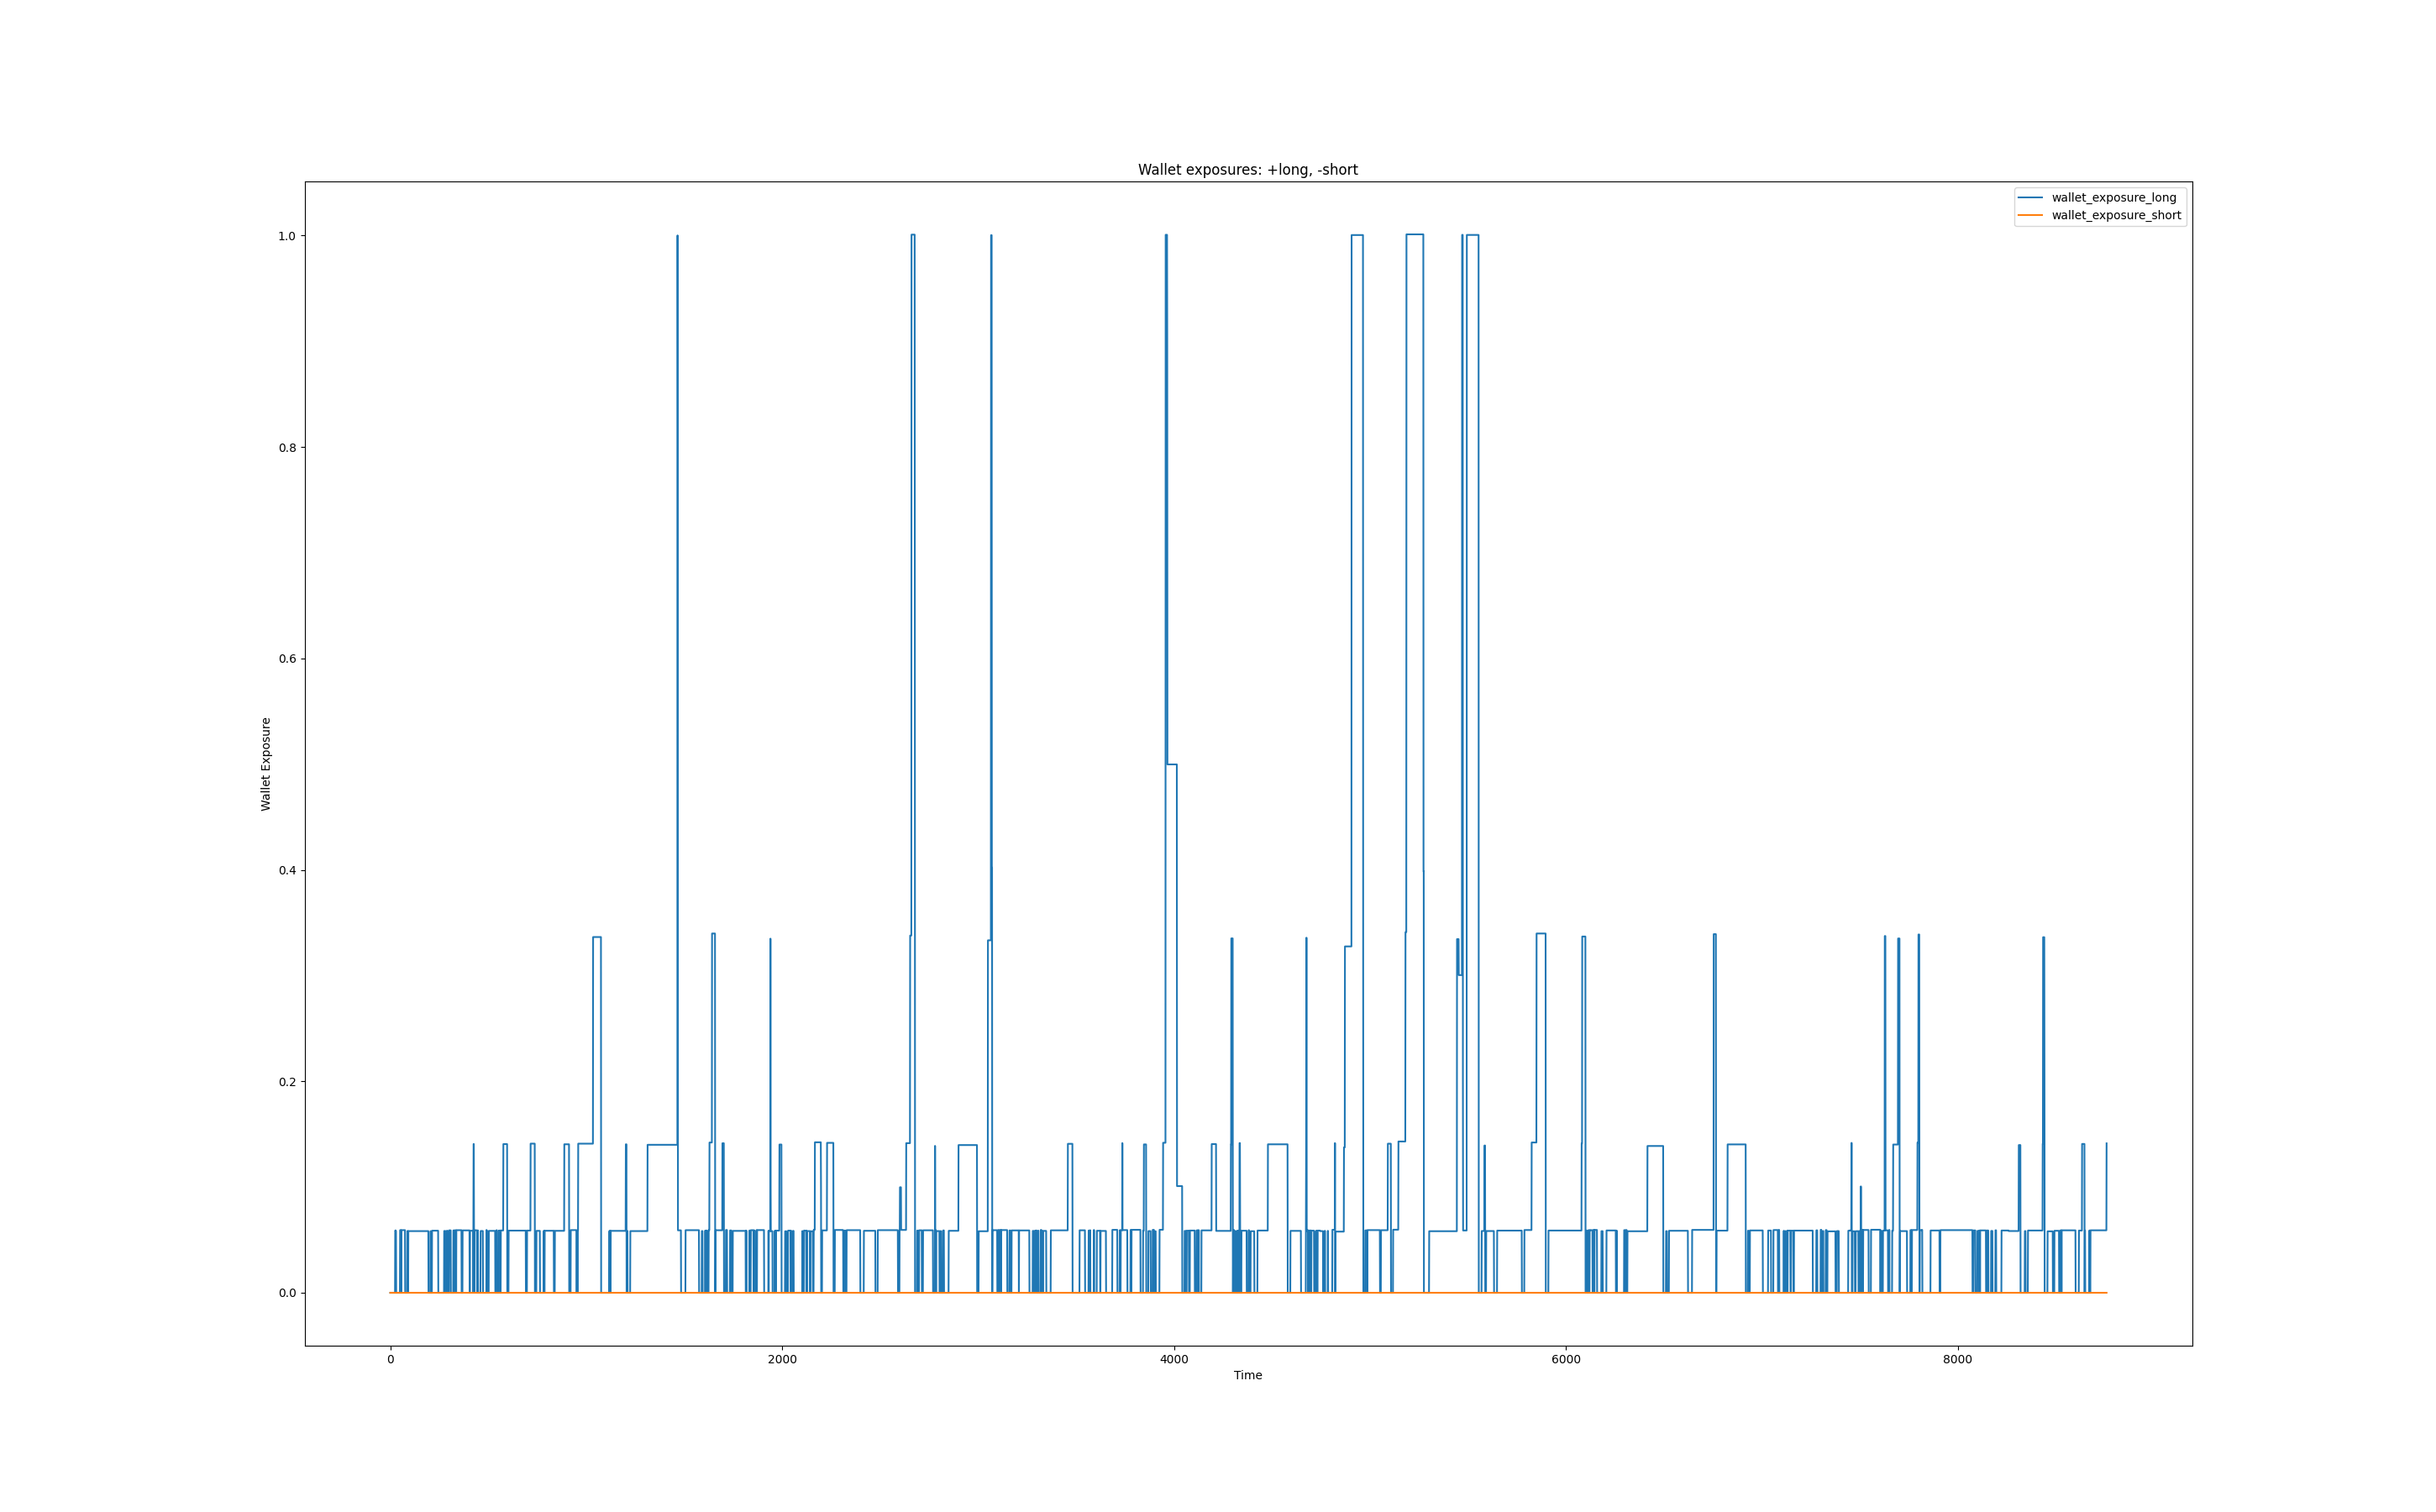 Wallet exposures: +long, -short
wallet_exposure_long
wallet_exposure_short
1.0
0.8
0.6
0.4
0.2
0.0
Wallet Exposure
0 2000 4000 6000 8000
Time